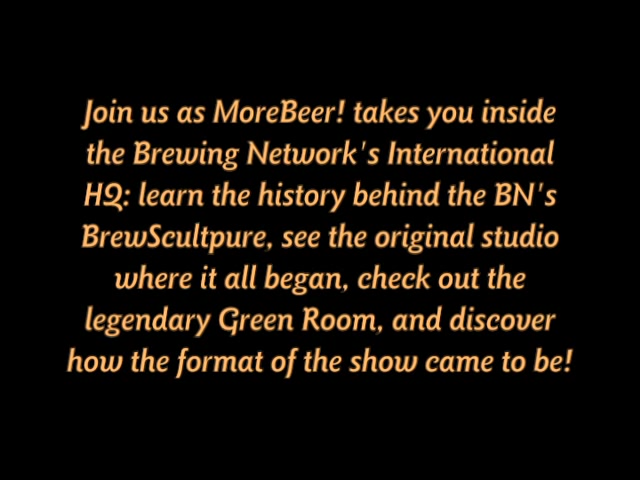 Join us as MoreBeer! takes you inside
the Brewing Network's International
HQ: learn the history behind the BN's
BrewScultpure, see the original studio
where it all began, check out the
legendary Green Room, and discover
how the format of the show came to be!